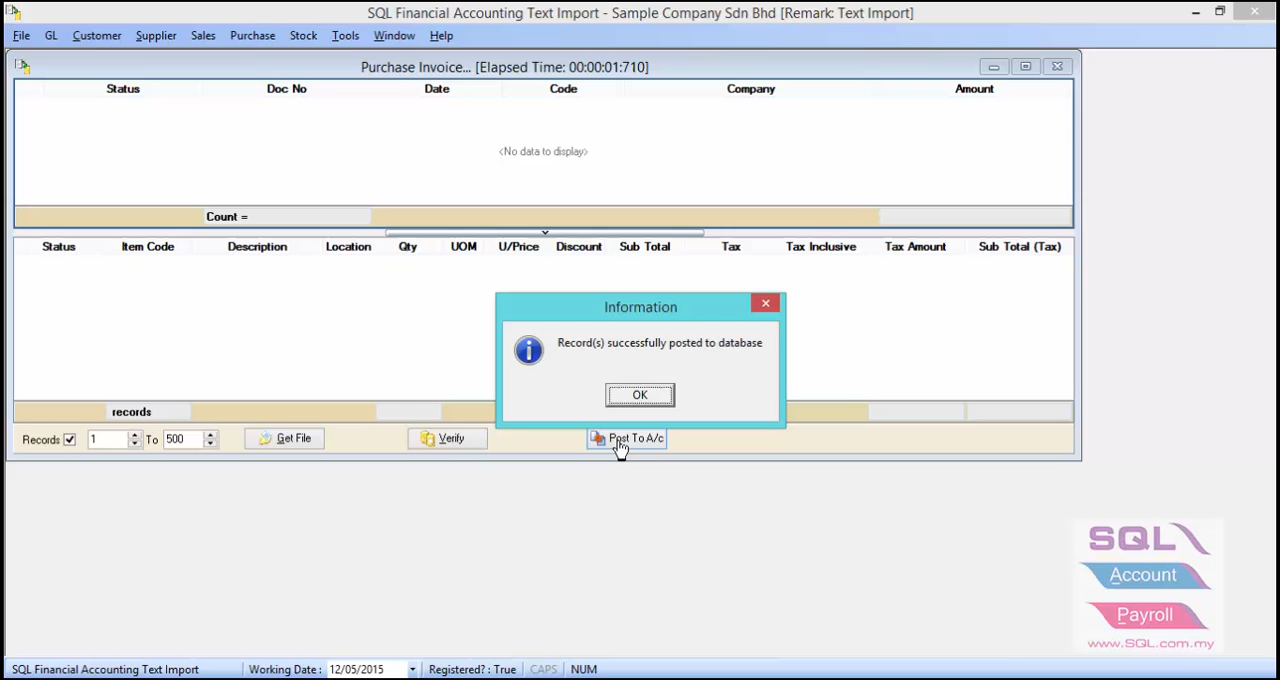 SQL Financial Accounting Text Import - Sample Company Sdn Bhd [Remark: Text Import]
File GL Customer Supplier Sales Purchase Stock Tools Window Help
Purchase Invoice... [Elapsed Time: 00:00:01:710]
Status Doc No Date Code Company Amount
<No data to display>
Count =
Status Item Code Description Location Qty UOM U/Price Discount Sub Total Tax Tax Inclusive Tax Amount Sub Total (Tax)
Information
Record(s) successfully posted to database
OK
records
Records 1 To 500 Get File Verify Post To A/c
SQL
Account
Payroll
www.SQL.com.my
SQL Financial Accounting Text Import Working Date : 12/05/2015 Registered? : True CAPS NUM